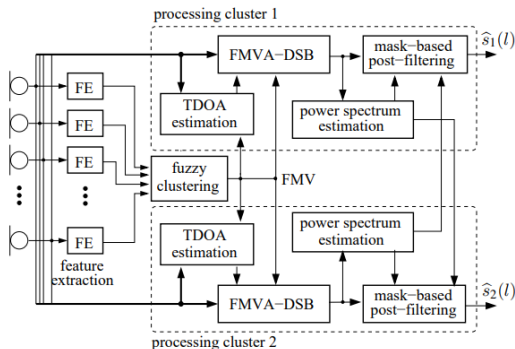 processing cluster 1
FMVA−DSB
mask−based
post−filtering
ŝ₁(l)
FE
TDOA
estimation
power spectrum
estimation
FE
FE
fuzzy
clustering
FMV
FE
feature
extraction
TDOA
estimation
power spectrum
estimation
FMVA−DSB
mask−based
post−filtering
ŝ₂(l)
processing cluster 2